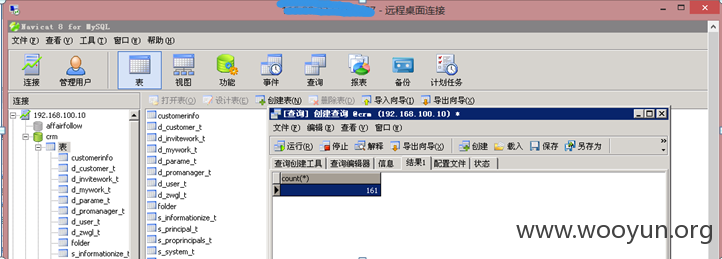 - 远程桌面连接
Navicat 8 for MySQL
文件(F) 查看(V) 工具(T) 窗口(W) 帮助(H)
连接 管理用户 表 视图 功能 事件 查询 报表 备份 计划任务
连接 打开表(O) 设计表(E) 创建表(N) 删除表(L) 导入向导(I) 导出向导(O)
192.168.100.10
affairfollow
crm
表
customerinfo
d_customer_t
d_invitework_t
d_mywork_t
d_parame_t
d_promanager_t
d_user_t
d_zwgl_t
folder
s_informationize_t
customerinfo
d_customer_t
d_invitework_t
d_mywork_t
d_parame_t
d_promanager_t
d_user_t
d_zwgl_t
folder
s_informationize_t
s_principal_t
s_proprincipals_t
s_system_t
[查询] 创建查询 @crm (192.168.100.10) *
文件(F) 编辑(E) 查看(V) 窗口(W)
运行(R) 停止 解释 导出向导(X) 创建 载入 保存 另存为
查询创建工具 查询编辑器 信息 结果1 配置文件 状态
count(*)
161
www.wooyun.org